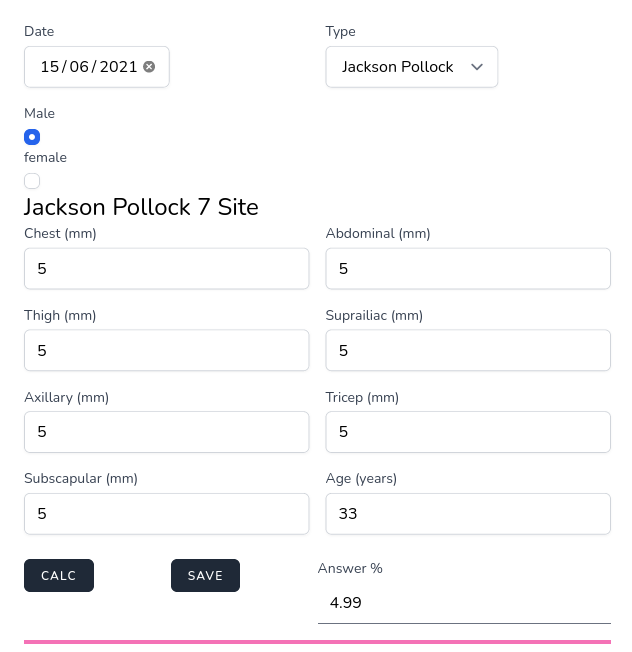 Date
Type
15/06/2021
Jackson Pollock
Male
female
Jackson Pollock 7 Site
Chest (mm)
Abdominal (mm)
5
5
Thigh (mm)
Suprailiac (mm)
5
5
Axillary (mm)
Tricep (mm)
5
5
Subscapular (mm)
Age (years)
5
33
CALC
SAVE
Answer %
4.99